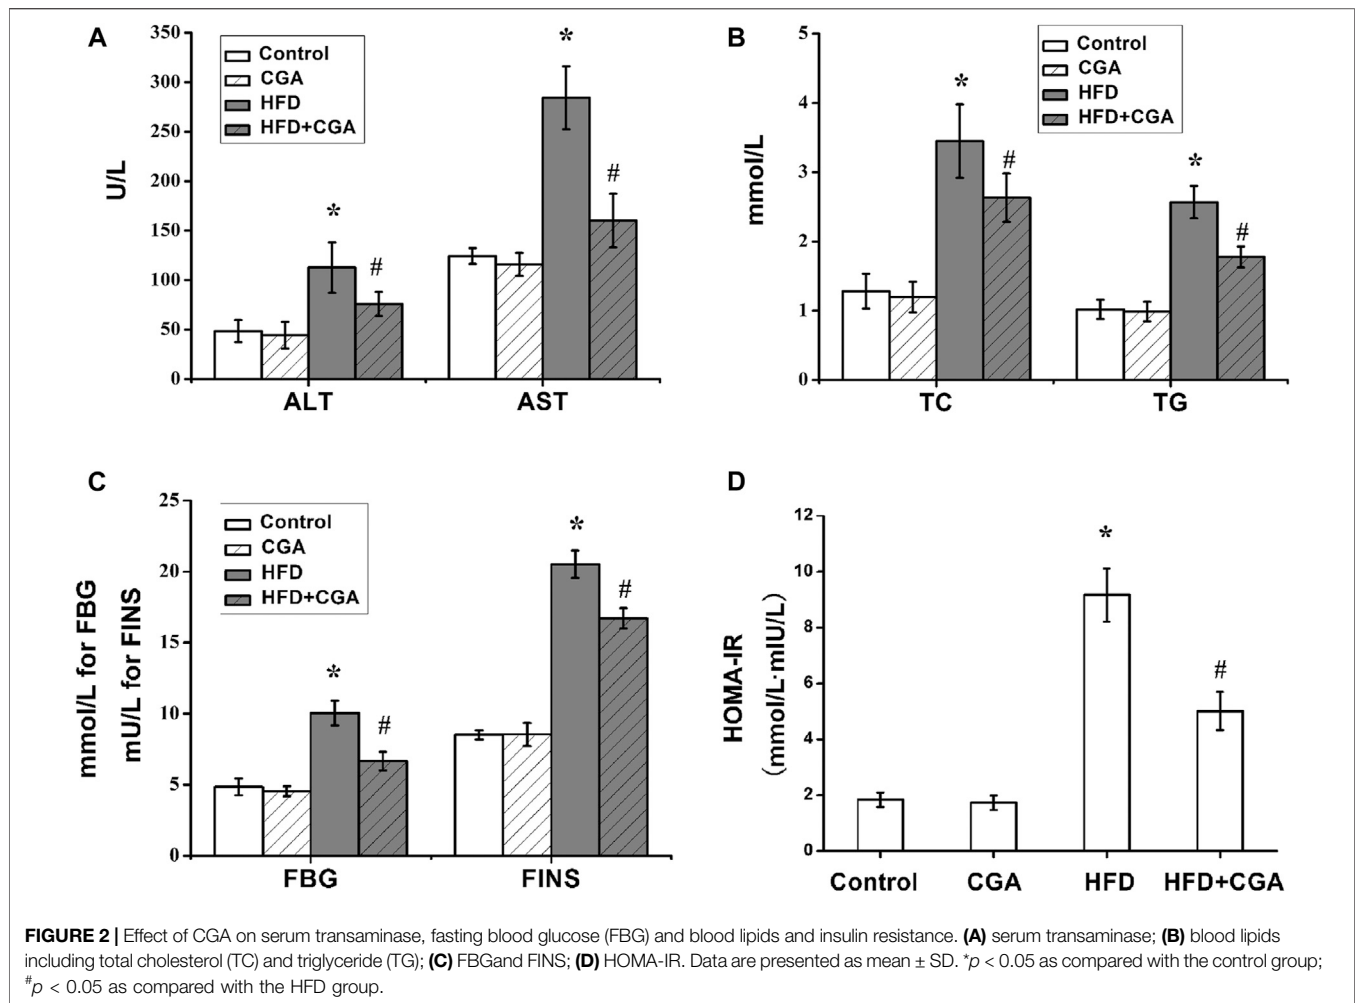 A
350
300
250
200
150
100
50
0
U/L
Control
CGA
HFD
HFD+CGA
*
#
*
#
ALT
AST
B
5
4
3
2
1
0
mmol/L
Control
CGA
HFD
HFD+CGA
*
#
*
#
TC
TG
C
25
20
15
10
5
0
mmol/L for FBG
mU/L for FINS
Control
CGA
HFD
HFD+CGA
*
#
*
#
FBG
FINS
D
12
10
8
6
4
2
0
HOMA-IR
(mmol/L·mIU/L)
*
#
Control
CGA
HFD
HFD+CGA
FIGURE 2 | Effect of CGA on serum transaminase, fasting blood glucose (FBG) and blood lipids and insulin resistance. (A) serum transaminase; (B) blood lipids
including total cholesterol (TC) and triglyceride (TG); (C) FBGand FINS; (D) HOMA-IR. Data are presented as mean ± SD. *p < 0.05 as compared with the control group;
#p < 0.05 as compared with the HFD group.